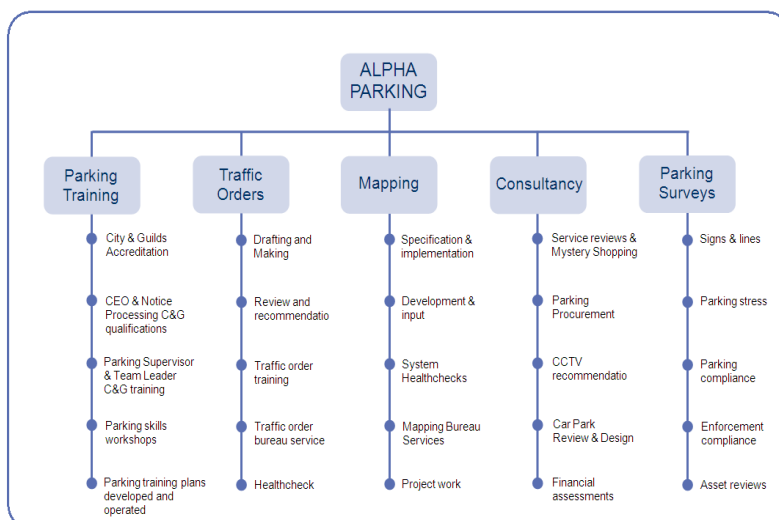 ALPHA
PARKING
Parking
Training
Traffic
Orders
Mapping
Consultancy
Parking
Surveys
City & Guilds
Accreditation
CEO & Notice
Processing C&G
qualifications
Parking Supervisor
& Team Leader
C&G training
Parking skills
workshops
Parking training plans
developed and
operated
Drafting and
Making
Review and
recommendatio
Traffic order
training
Traffic order
bureau service
Healthcheck
Specification &
implementation
Development &
input
System
Healthchecks
Mapping Bureau
Services
Project work
Service reviews &
Mystery Shopping
Parking
Procurement
CCTV
recommendatio
Car Park
Review & Design
Financial
assessments
Signs & lines
Parking stress
Parking
compliance
Enforcement
compliance
Asset reviews